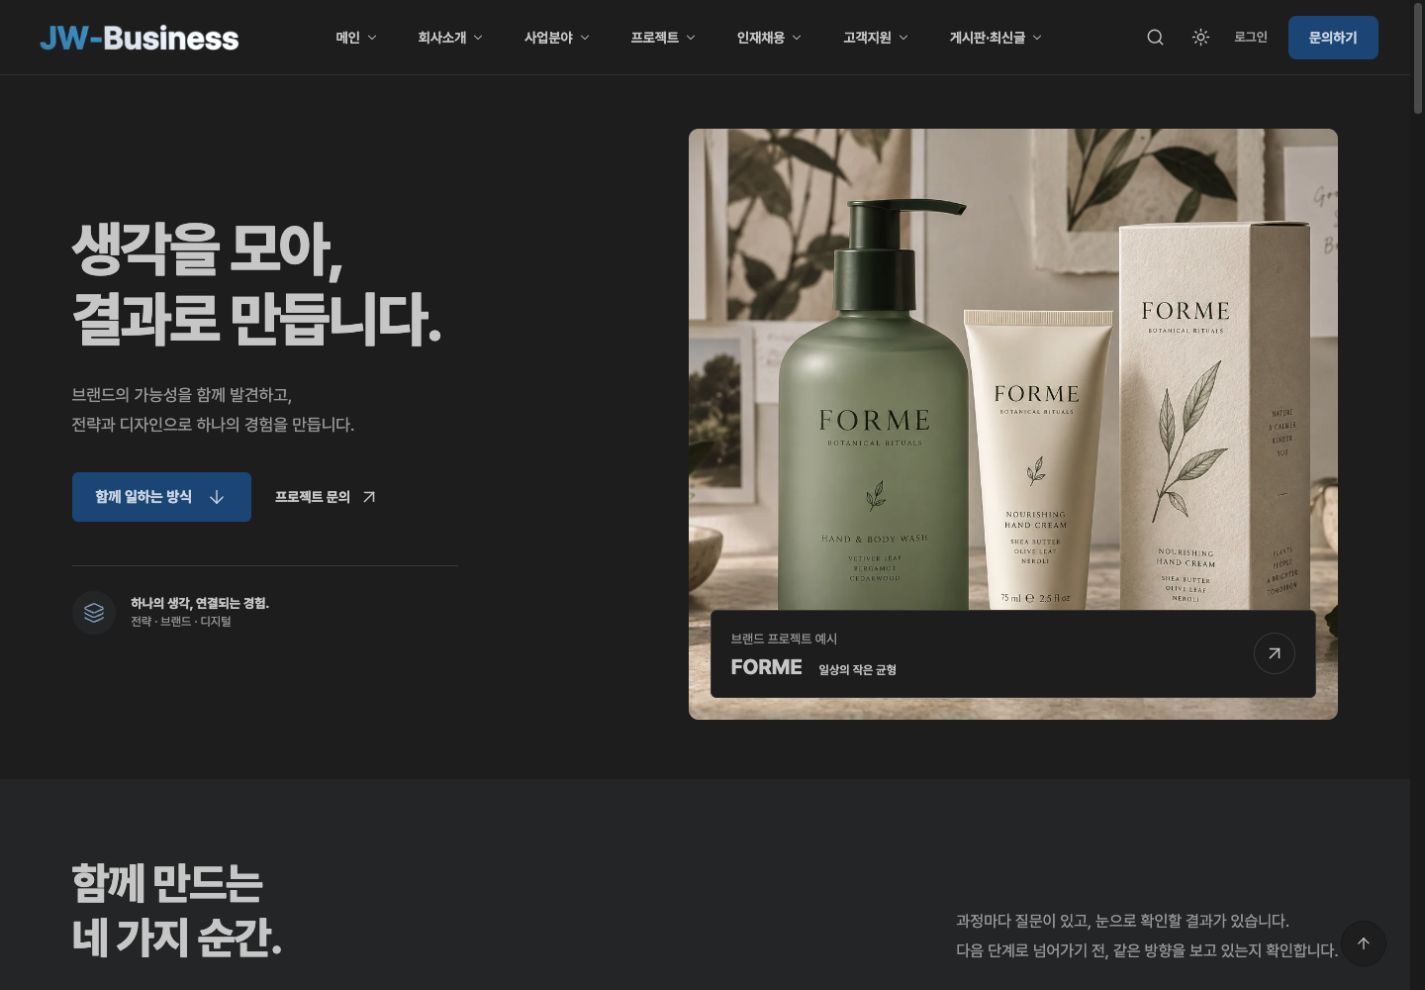 JW-Business
메인
회사소개
사업분야
프로젝트
인재채용
고객지원
게시판·최신글
로그인
문의하기
생각을 모아,
결과로 만듭니다.
브랜드의 가능성을 함께 발견하고,
전략과 디자인으로 하나의 경험을 만듭니다.
함께 일하는 방식
프로젝트 문의
하나의 생각, 연결되는 경험.
전략 · 브랜드 · 디지털
FORME
BOTANICAL RITUALS
HAND & BODY WASH
VETIVER LEAF
BERGAMOT
CEDARWOOD
FORME
BOTANICAL RITUALS
NOURISHING
HAND CREAM
SHEA BUTTER
OLIVE LEAF
NEROLI
75 ml ℮ 2.5 fl oz
FORME
BOTANICAL RITUALS
NOURISHING
HAND CREAM
SHEA BUTTER
OLIVE LEAF
NEROLI
NATURE
YOU
PLANTS
PEOPLE
A BRIGHTER
TOMORROW
브랜드 프로젝트 예시
FORME 일상의 작은 균형
함께 만드는
네 가지 순간.
과정마다 질문이 있고, 눈으로 확인할 결과가 있습니다.
다음 단계로 넘어가기 전, 같은 방향을 보고 있는지 확인합니다.